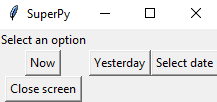 SuperPy
Select an option
Now Yesterday Select date
Close screen